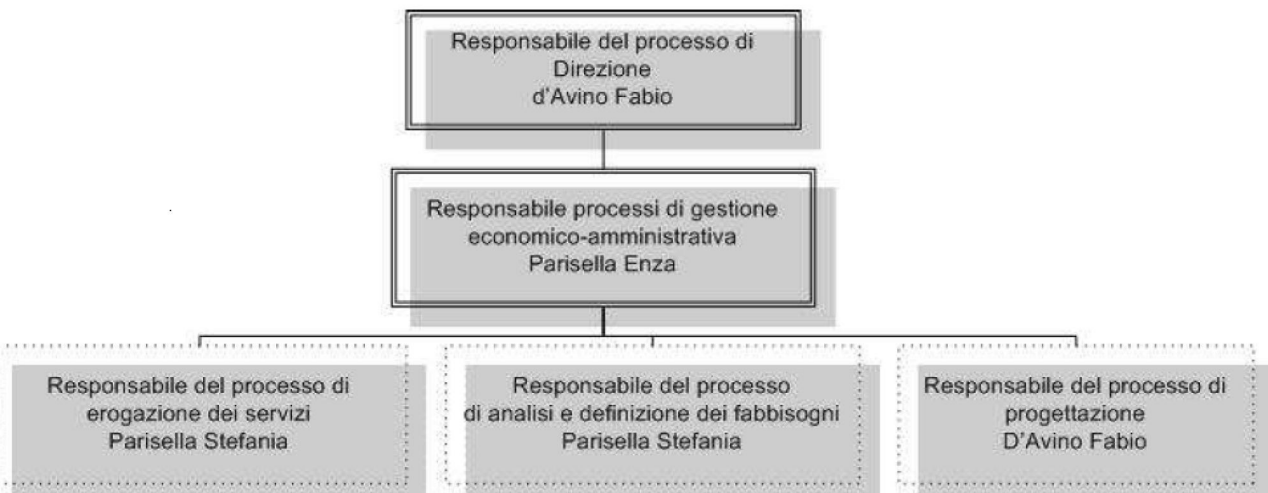 Responsabile del processo di
Direzione
d'Avino Fabio
Responsabile processi di gestione
economico-amministrativa
Parisella Enza
Responsabile del processo di
erogazione dei servizi
Parisella Stefania
Responsabile del processo
di analisi e definizione dei fabbisogni
Parisella Stefania
Responsabile del processo di
progettazione
D'Avino Fabio